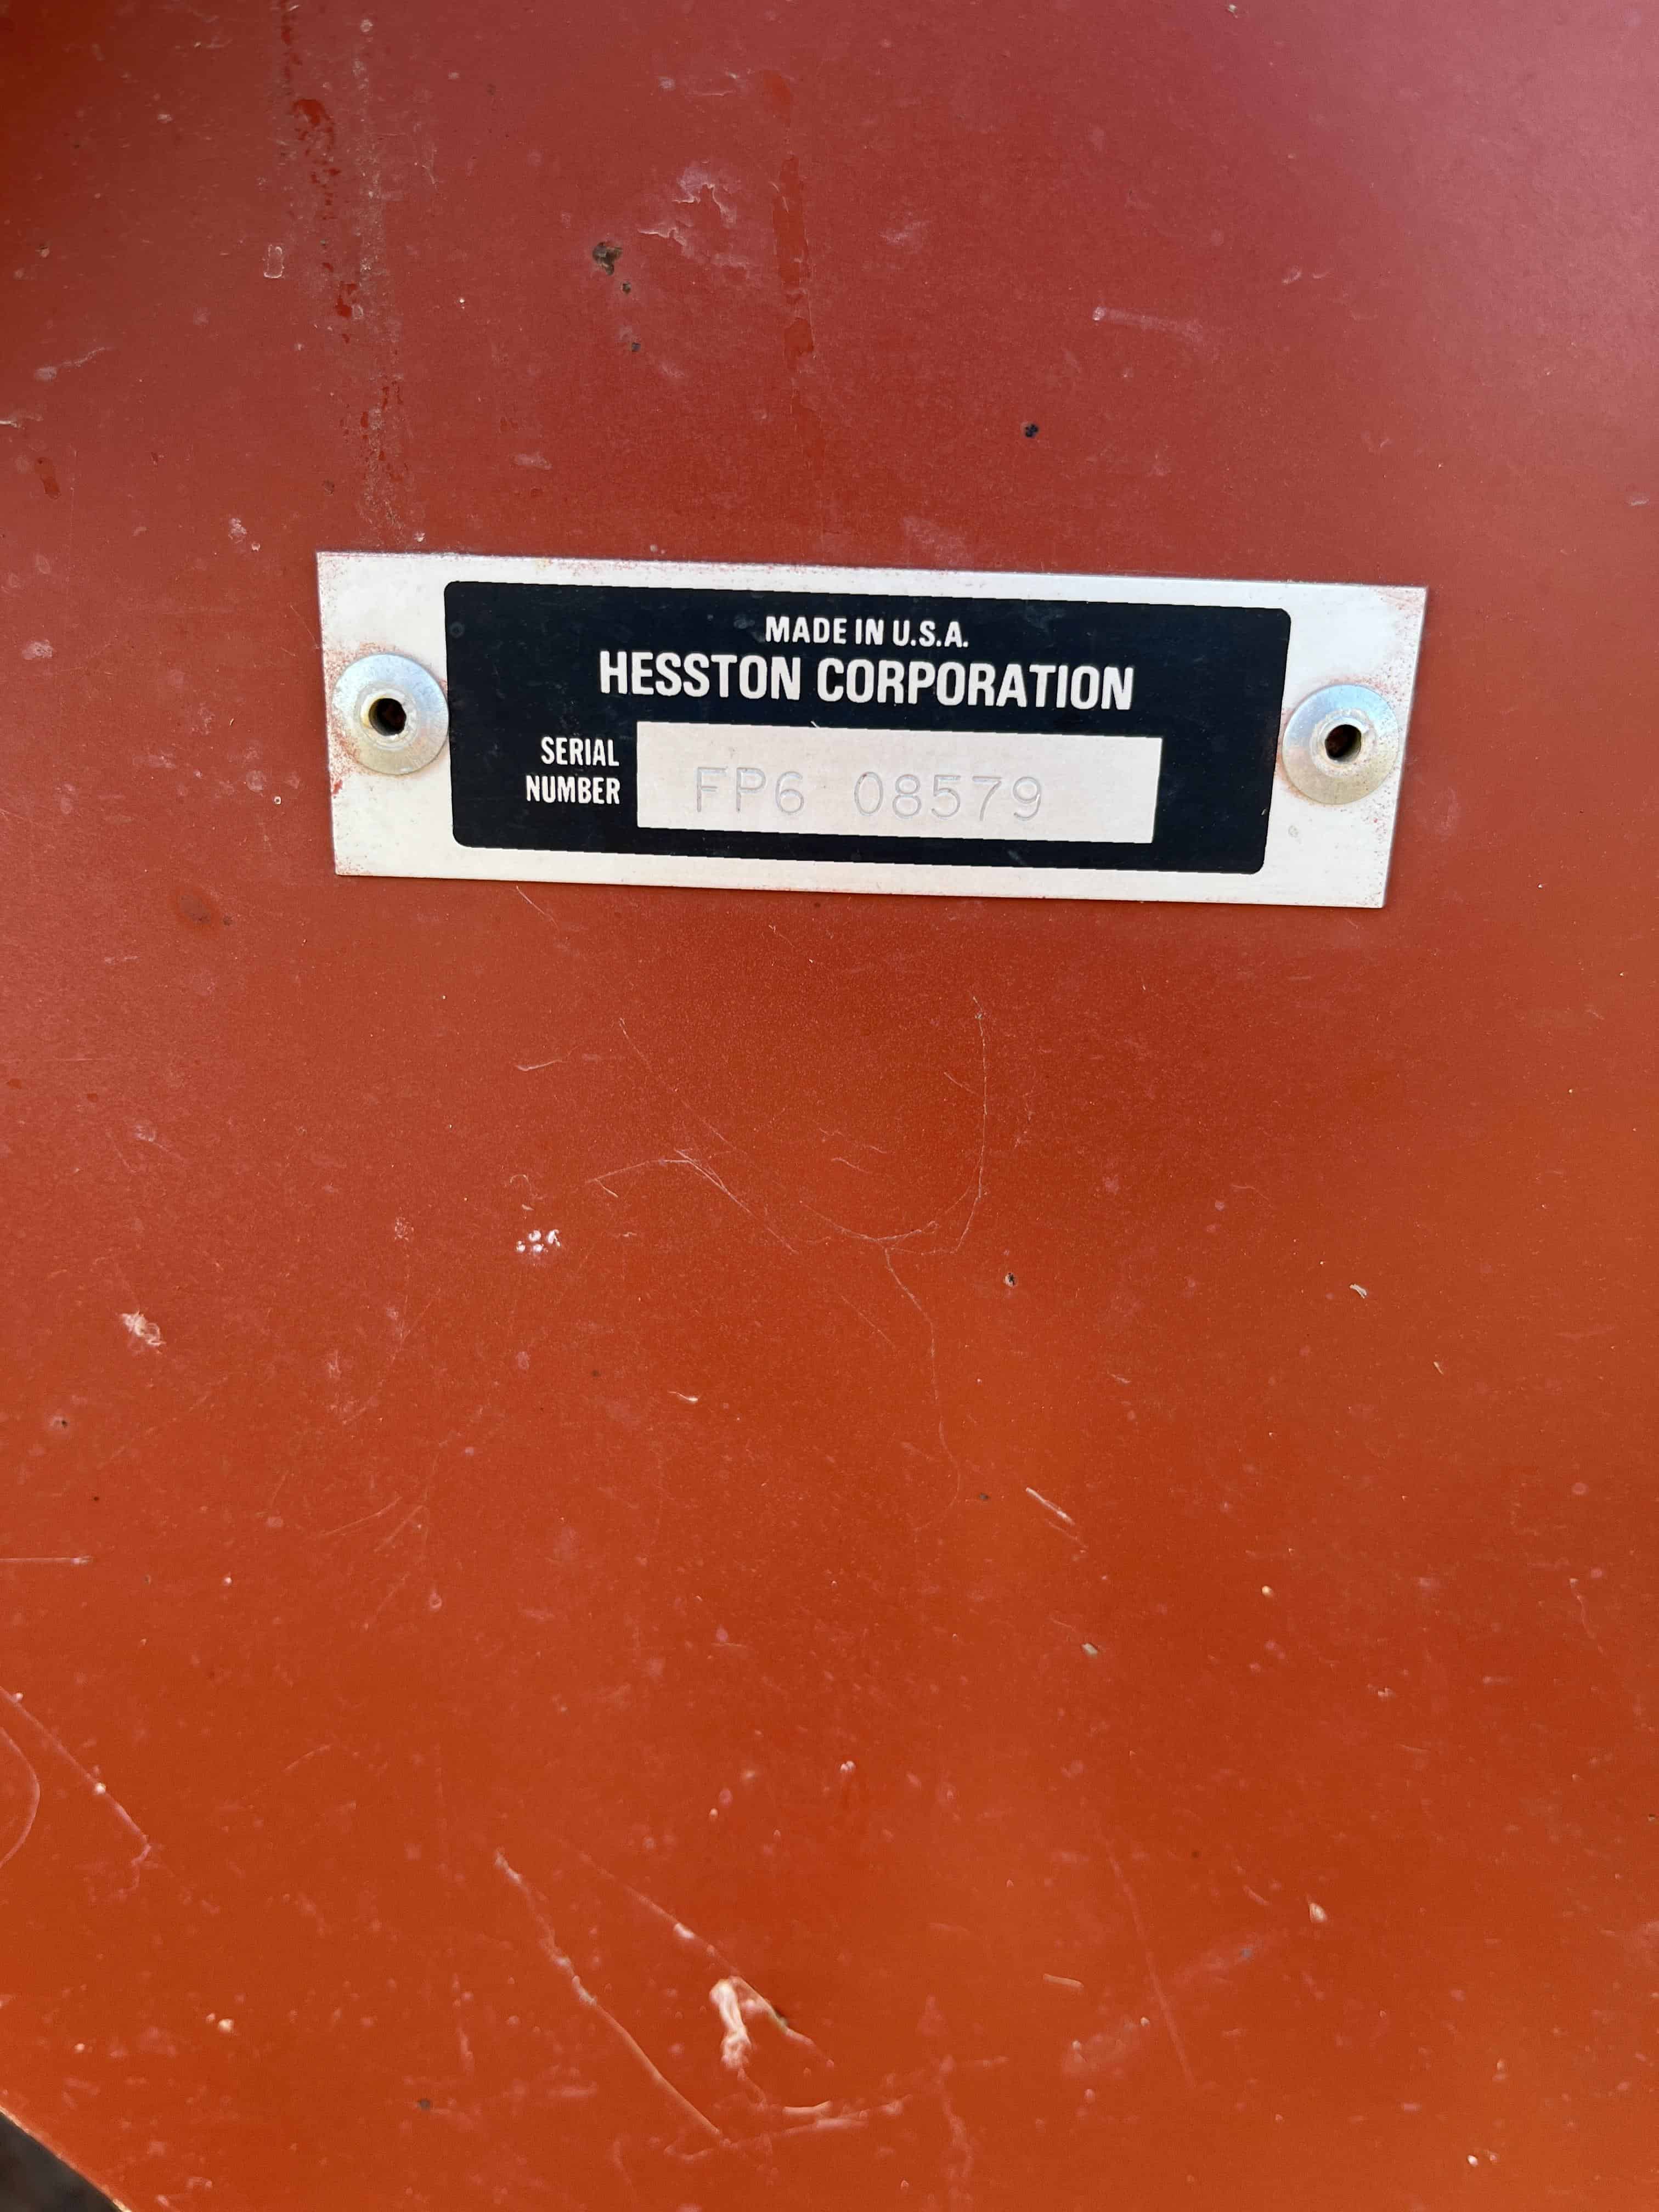 MADE IN U.S.A.
HESSTON CORPORATION
SERIAL
NUMBER
FP6 08579